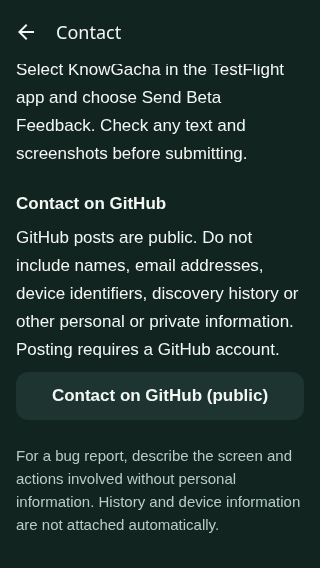 Contact
Select KnowGacha in the TestFlight
app and choose Send Beta
Feedback. Check any text and
screenshots before submitting.
Contact on GitHub
GitHub posts are public. Do not
include names, email addresses,
device identifiers, discovery history or
other personal or private information.
Posting requires a GitHub account.
Contact on GitHub (public)
For a bug report, describe the screen and
actions involved without personal
information. History and device information
are not attached automatically.